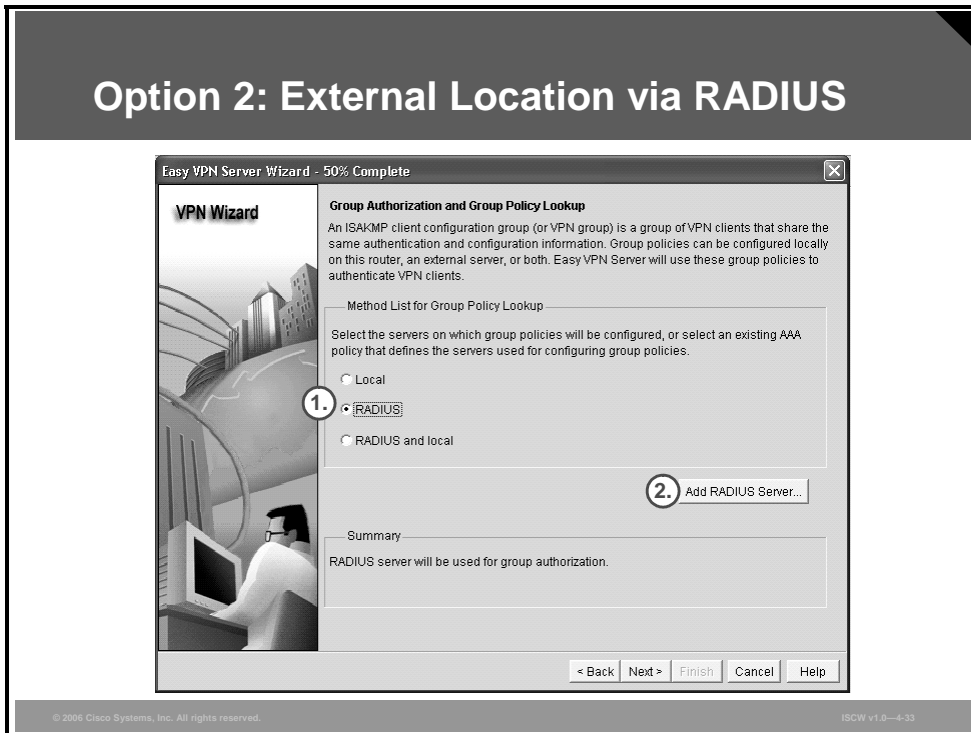 Option 2: External Location via RADIUS
Easy VPN Server Wizard - 50% Complete
VPN Wizard
Group Authorization and Group Policy Lookup
An ISAKMP client configuration group (or VPN group) is a group of VPN clients that share the
same authentication and configuration information. Group policies can be configured locally
on this router, an external server, or both. Easy VPN Server will use these group policies to
authenticate VPN clients.
Method List for Group Policy Lookup
Select the servers on which group policies will be configured, or select an existing AAA
policy that defines the servers used for configuring group policies.
Local
1. RADIUS
RADIUS and local
2. Add RADIUS Server...
Summary
RADIUS server will be used for group authorization.
< Back Next > Finish Cancel Help
© 2006 Cisco Systems, Inc. All rights reserved. ISCW v1.0—4-33